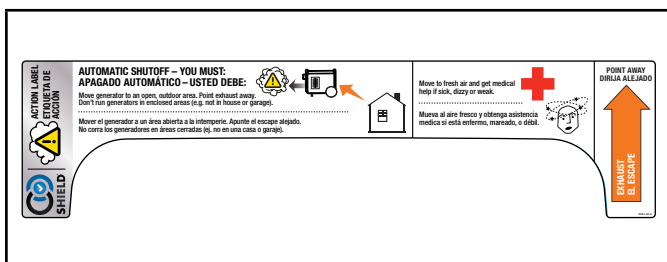 ACTION LABEL
ETIQUETA DE
ACCIÓN
SHIELD
AUTOMATIC SHUTOFF – YOU MUST:
APAGADO AUTOMÁTICO – USTED DEBE:
Move generator to an open, outdoor area. Point exhaust away.
Don't run generators in enclosed areas (e.g. not in house or garage).
Mover el generador a un área abierta a la intemperie. Apunte el escape alejado.
No corra los generadores en áreas cerradas (ej. no en una casa o garaje).
Move to fresh air and get medical
help if sick, dizzy or weak.
Mueva al aire fresco y obtenga asistencia
medica si está enfermo, mareado, o débil.
POINT AWAY
DIRIJA ALEJADO
EXHAUST
EL ESCAPE